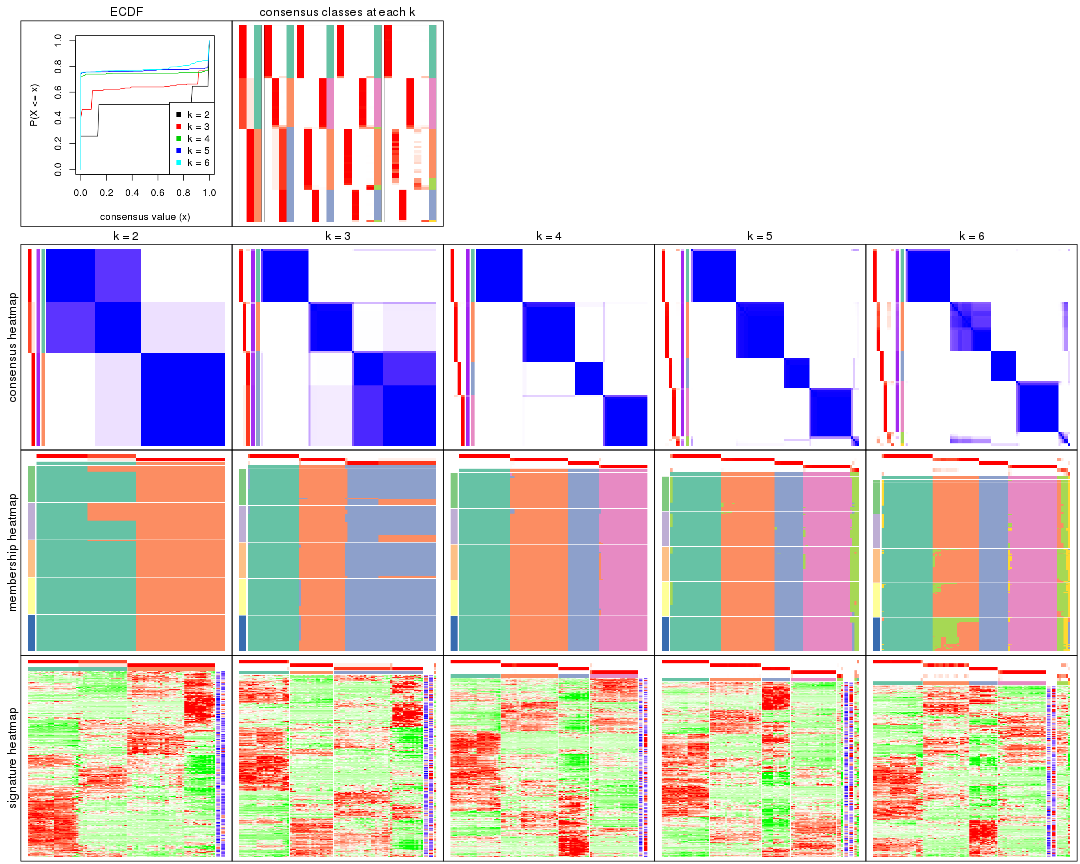 ECDF
consensus classes at each k
P(X <= x)
0.0 0.2 0.4 0.6 0.8 1.0
k = 2
k = 3
k = 4
k = 5
k = 6
0.0 0.2 0.4 0.6 0.8 1.0
consensus value (x)
k = 2
k = 3
k = 4
k = 5
k = 6
consensus heatmap
membership heatmap
signature heatmap